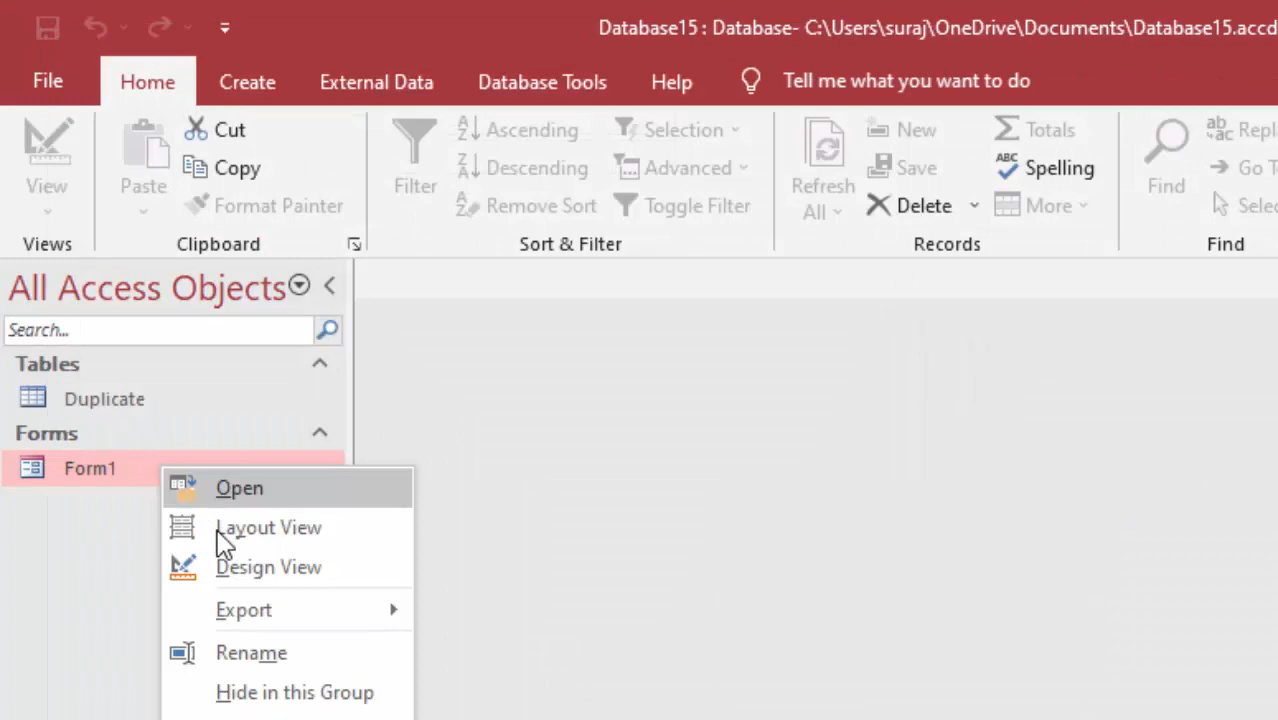 Database15 : Database- C:\Users\suraj\OneDrive\Documents\Database15.accd
File Home Create External Data Database Tools Help Tell me what you want to do
View
Views
Paste
Cut
Copy
Format Painter
Clipboard
Filter
Ascending
Descending
Remove Sort
Selection
Advanced
Toggle Filter
Sort & Filter
Refresh
All
New
Save
Delete
Totals
Spelling
More
Records
Find
Repl
Go T
Selec
Find
All Access Objects
Search...
Tables
Duplicate
Forms
Form1
Open
Layout View
Design View
Export
Rename
Hide in this Group